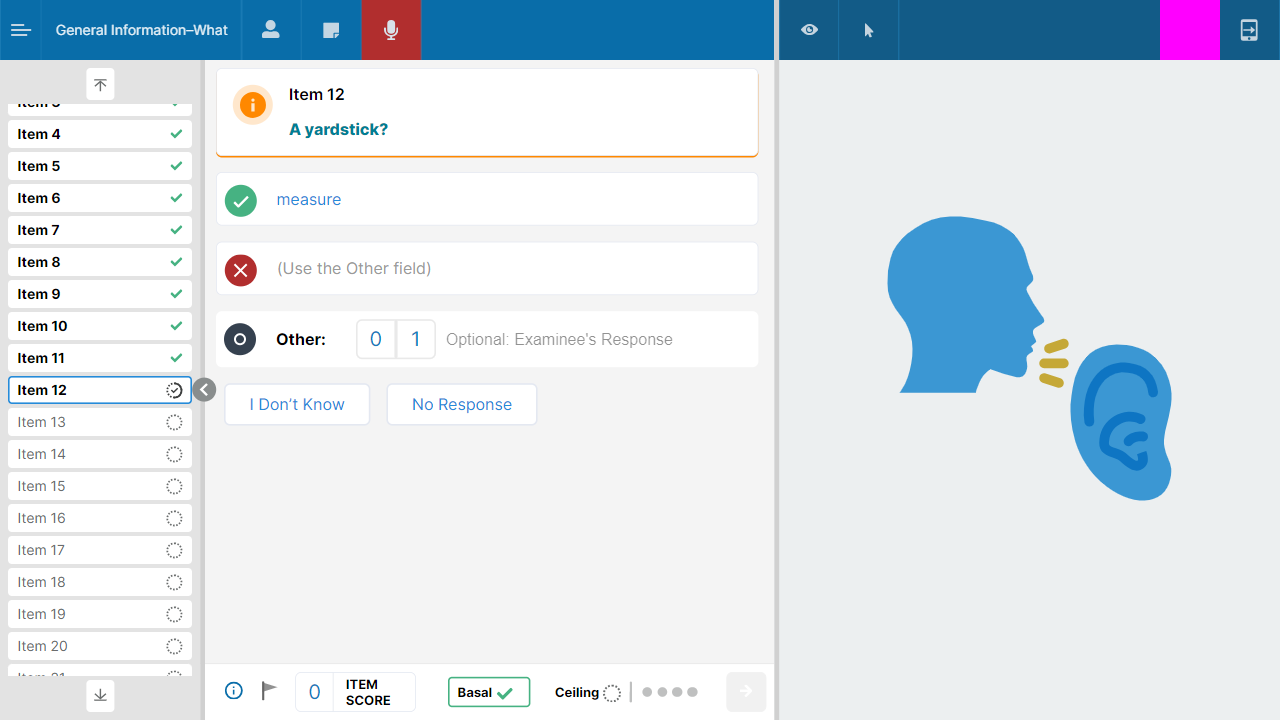 General Information–What
Item 4
Item 5
Item 6
Item 7
Item 8
Item 9
Item 10
Item 11
Item 12
Item 13
Item 14
Item 15
Item 16
Item 17
Item 18
Item 19
Item 20
Item 12
A yardstick?
measure
(Use the Other field)
Other:
0
1
Optional: Examinee's Response
I Don't Know
No Response
0
ITEM
SCORE
Basal
Ceiling